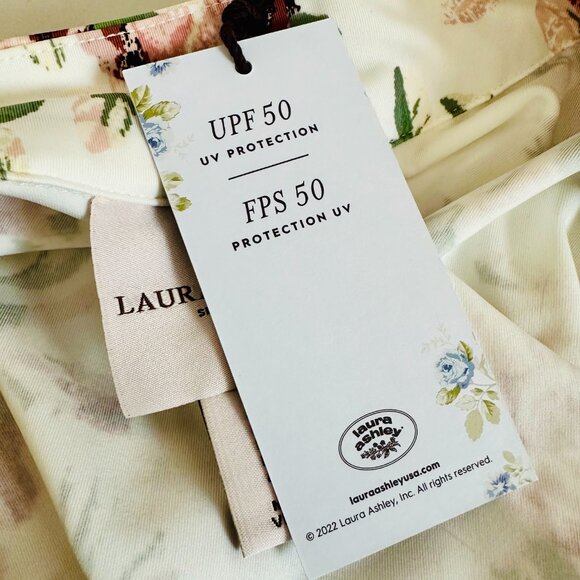 UPF 50
UV PROTECTION
FPS 50
PROTECTION UV
LAURA
laura
ashley
lauraashleyusa.com
© 2022 Laura Ashley, Inc. All rights reserved.